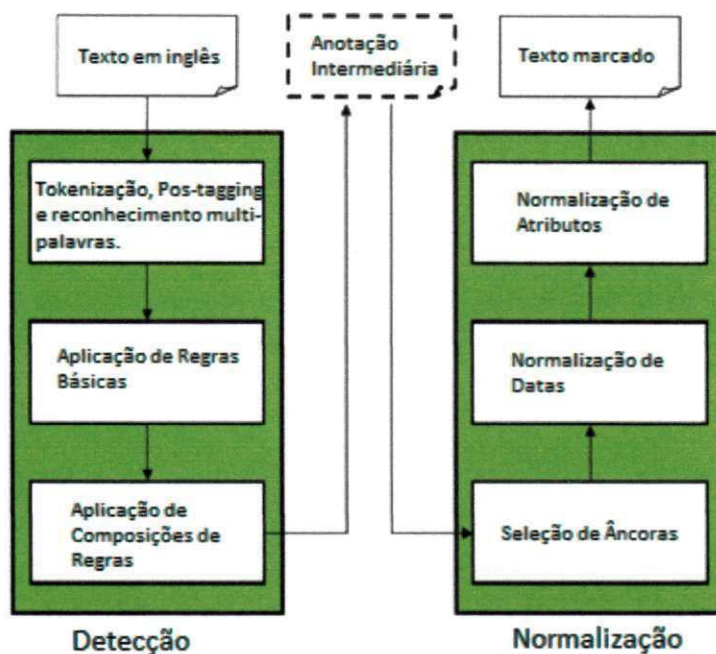 Texto em inglês
Tokenização, Pos-tagging
e reconhecimento multi-
palavras.
Aplicação de Regras
Básicas
Aplicação de
Composições de
Regras
Detecção
Anotação
Intermediária
Texto marcado
Normalização de
Atributos
Normalização de
Datas
Seleção de Âncoras
Normalização